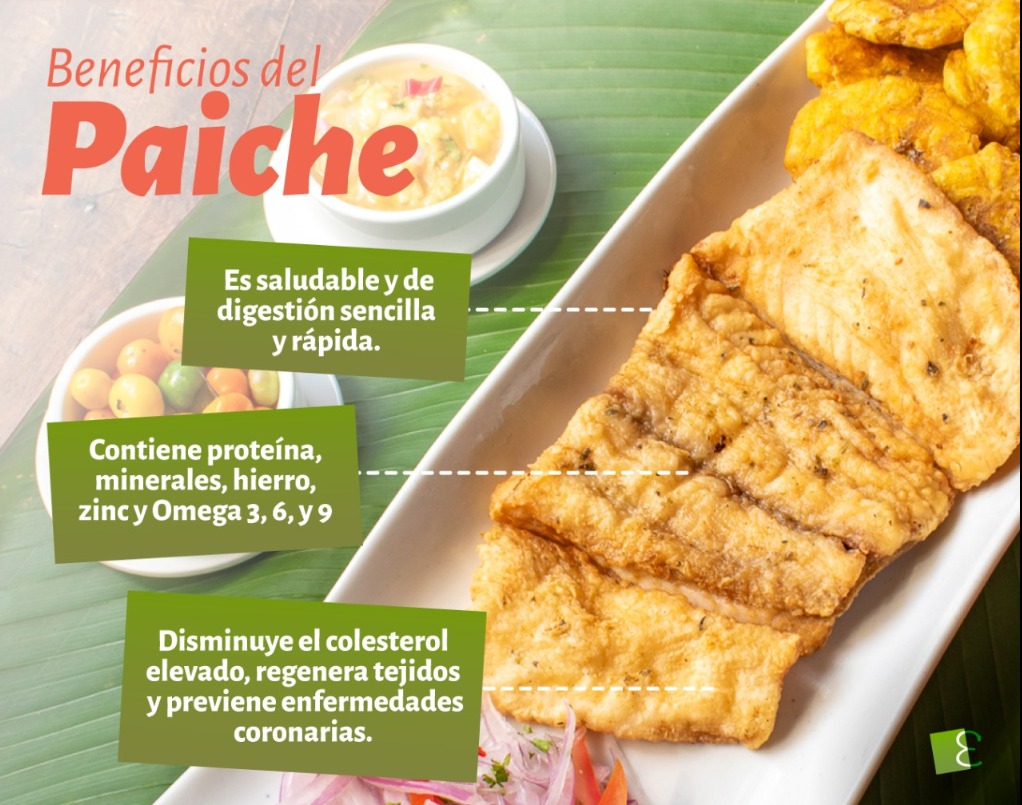 Beneficios del
Paiche
Es saludable y de
digestión sencilla
y rápida.
Contiene proteína,
minerales, hierro,
zinc y Omega 3, 6, y 9
Disminuye el colesterol
elevado, regenera tejidos
y previene enfermedades
coronarias.